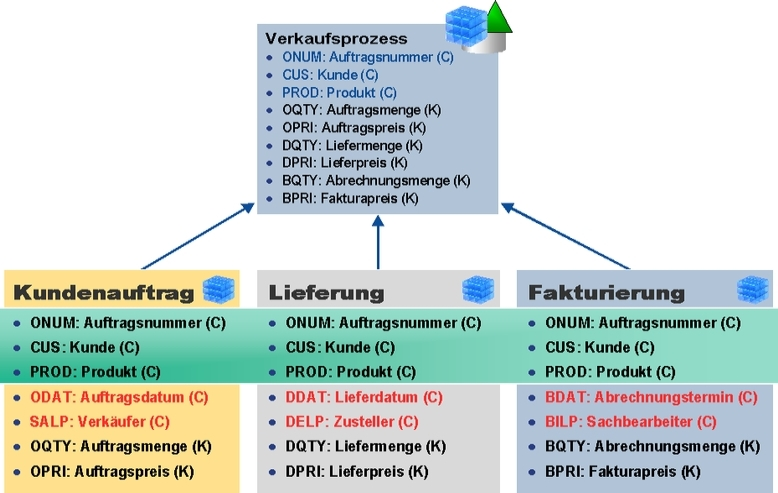 Verkaufsprozess
ONUM: Auftragsnummer (C)
CUS: Kunde (C)
PROD: Produkt (C)
OQTY: Auftragsmenge (K)
OPRI: Auftragspreis (K)
DQTY: Liefermenge (K)
DPRI: Lieferpreis (K)
BQTY: Abrechnungsmenge (K)
BPRI: Fakturapreis (K)
Kundenauftrag
ONUM: Auftragsnummer (C)
CUS: Kunde (C)
PROD: Produkt (C)
ODAT: Auftragsdatum (C)
SALP: Verkäufer (C)
OQTY: Auftragsmenge (K)
OPRI: Auftragspreis (K)
Lieferung
ONUM: Auftragsnummer (C)
CUS: Kunde (C)
PROD: Produkt (C)
DDAT: Lieferdatum (C)
DELP: Zusteller (C)
DQTY: Liefermenge (K)
DPRI: Lieferpreis (K)
Fakturierung
ONUM: Auftragsnummer (C)
CUS: Kunde (C)
PROD: Produkt (C)
BDAT: Abrechnungstermin (C)
BILP: Sachbearbeiter (C)
BQTY: Abrechnungsmenge (K)
BPRI: Fakturapreis (K)